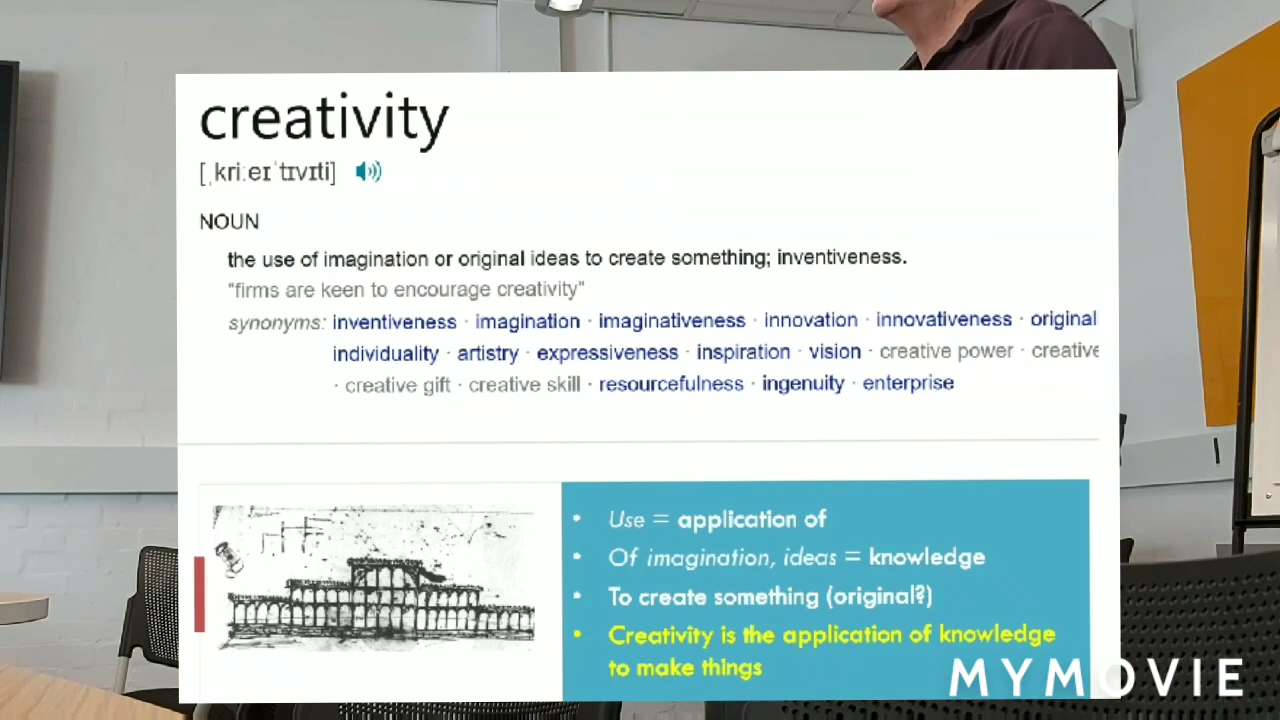 creativity
[ˌkriːeɪˈtɪvɪti]
NOUN
the use of imagination or original ideas to create something; inventiveness.
"firms are keen to encourage creativity"
synonyms: inventiveness · imagination · imaginativeness · innovation · innovativeness · original
individuality · artistry · expressiveness · inspiration · vision · creative power · creative
· creative gift · creative skill · resourcefulness · ingenuity · enterprise
• Use = application of
• Of imagination, ideas = knowledge
• To create something (original?)
• Creativity is the application of knowledge
to make things
MYMOVIE